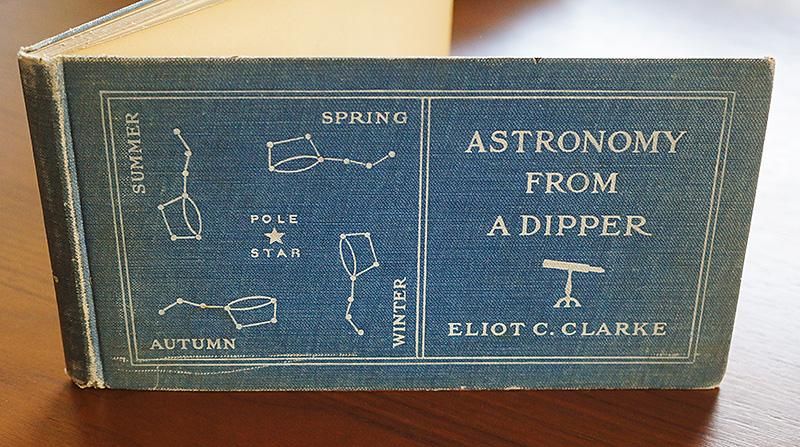 SUMMER
SPRING
POLE
STAR
AUTUMN
WINTER
ASTRONOMY
FROM
A DIPPER
ELIOT C. CLARKE